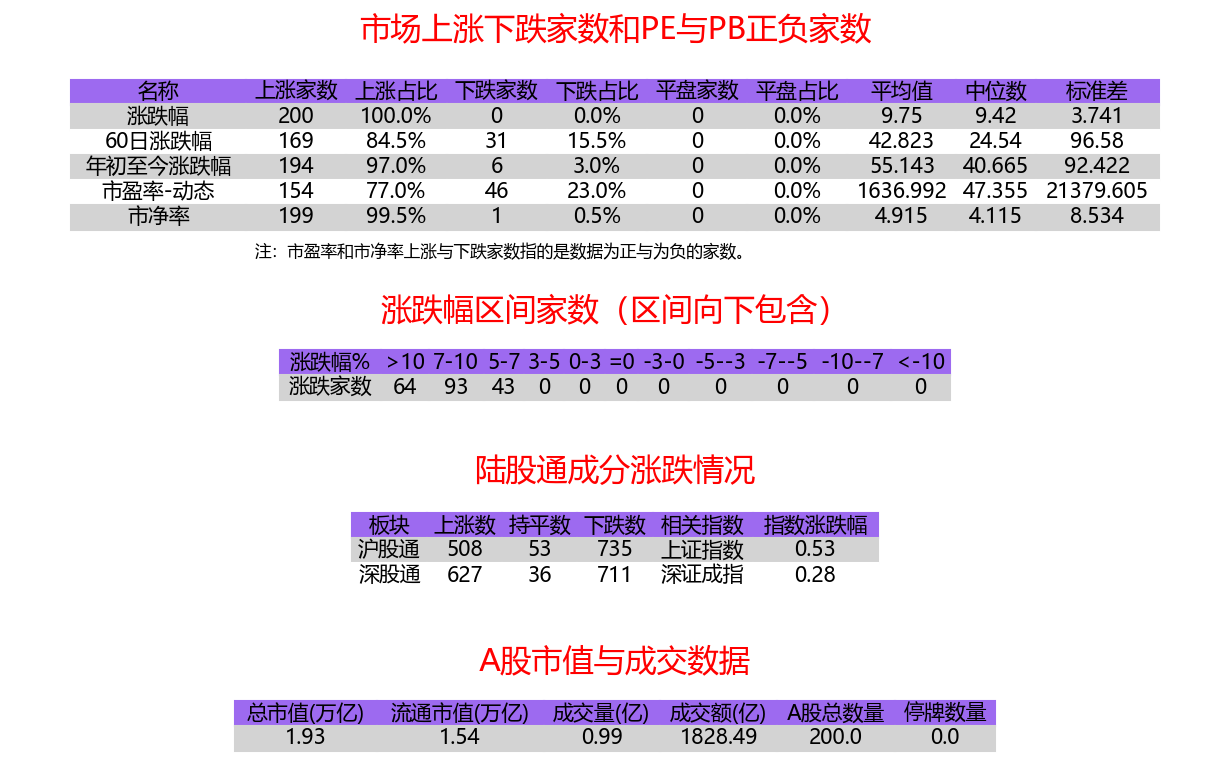 市场上涨下跌家数和PE与PB正负家数
名称 上涨家数 上涨占比 下跌家数 下跌占比 平盘家数 平盘占比 平均值 中位数 标准差
涨跌幅 200 100.0% 0 0.0% 0 0.0% 9.75 9.42 3.741
60日涨跌幅 169 84.5% 31 15.5% 0 0.0% 42.823 24.54 96.58
年初至今涨跌幅 194 97.0% 6 3.0% 0 0.0% 55.143 40.665 92.422
市盈率-动态 154 77.0% 46 23.0% 0 0.0% 1636.992 47.355 21379.605
市净率 199 99.5% 1 0.5% 0 0.0% 4.915 4.115 8.534
注：市盈率和市净率上涨与下跌家数指的是数据为正与为负的家数。
涨跌幅区间家数（区间向下包含）
涨跌幅% >10 7-10 5-7 3-5 0-3 =0 -3-0 -5--3 -7--5 -10--7 <-10
涨跌家数 64 93 43 0 0 0 0 0 0 0 0
陆股通成分涨跌情况
板块 上涨数 持平数 下跌数 相关指数 指数涨跌幅
沪股通 508 53 735 上证指数 0.53
深股通 627 36 711 深证成指 0.28
A股市值与成交数据
总市值(万亿) 流通市值(万亿) 成交量(亿) 成交额(亿) A股总数量 停牌数量
1.93 1.54 0.99 1828.49 200.0 0.0